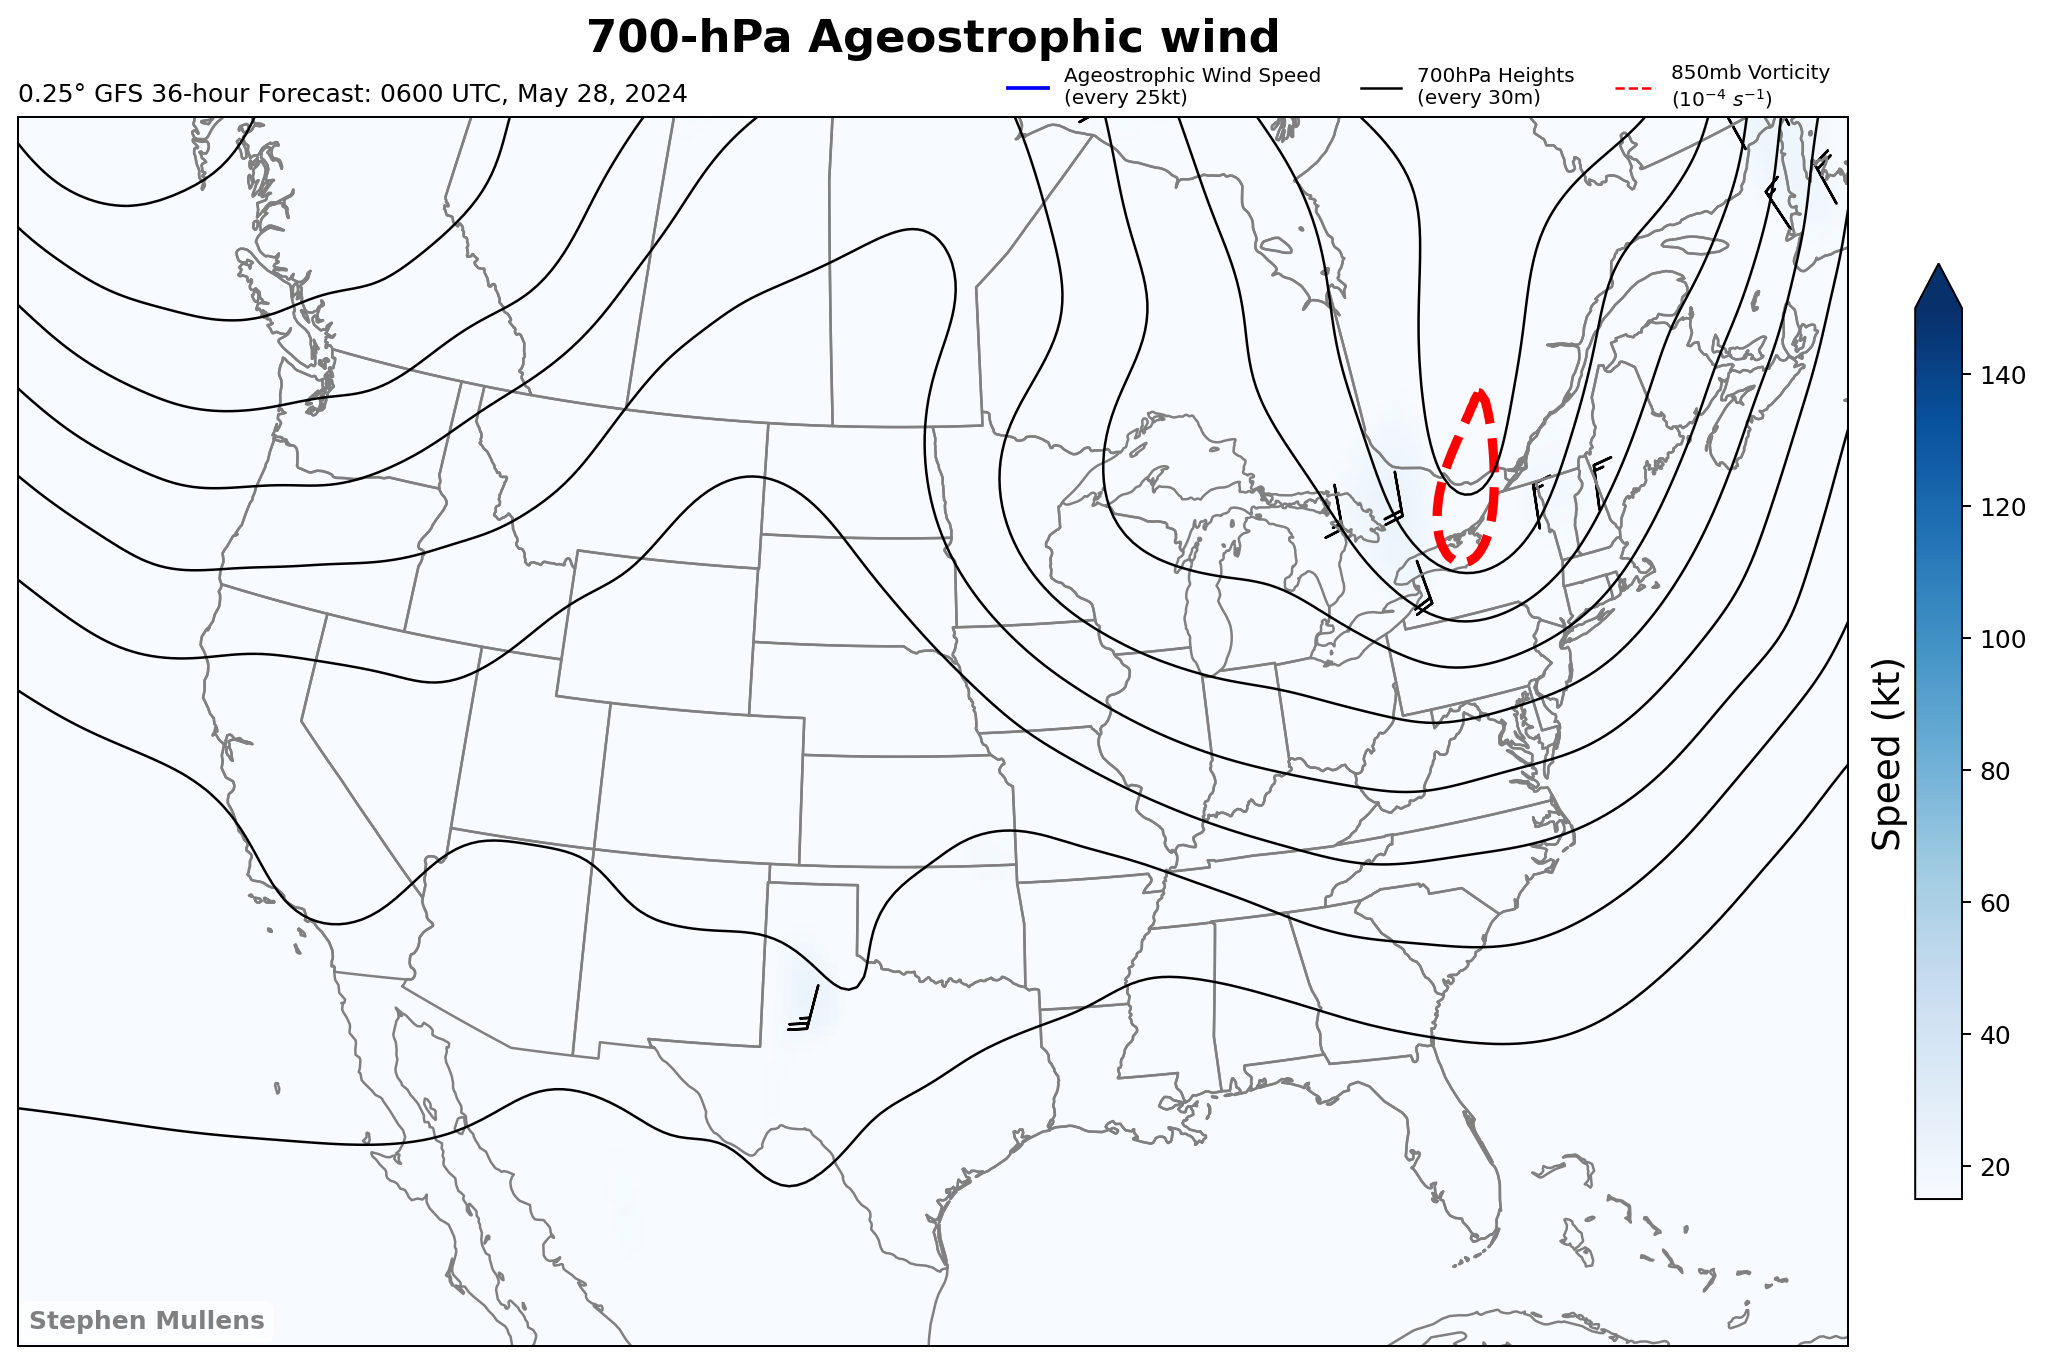 700-hPa Ageostrophic wind
0.25° GFS 36-hour Forecast: 0600 UTC, May 28, 2024
Ageostrophic Wind Speed
(every 25kt)
700hPa Heights
(every 30m)
850mb Vorticity
(10⁻⁴ s⁻¹)
140
120
100
80
60
40
20
Speed (kt)
Stephen Mullens